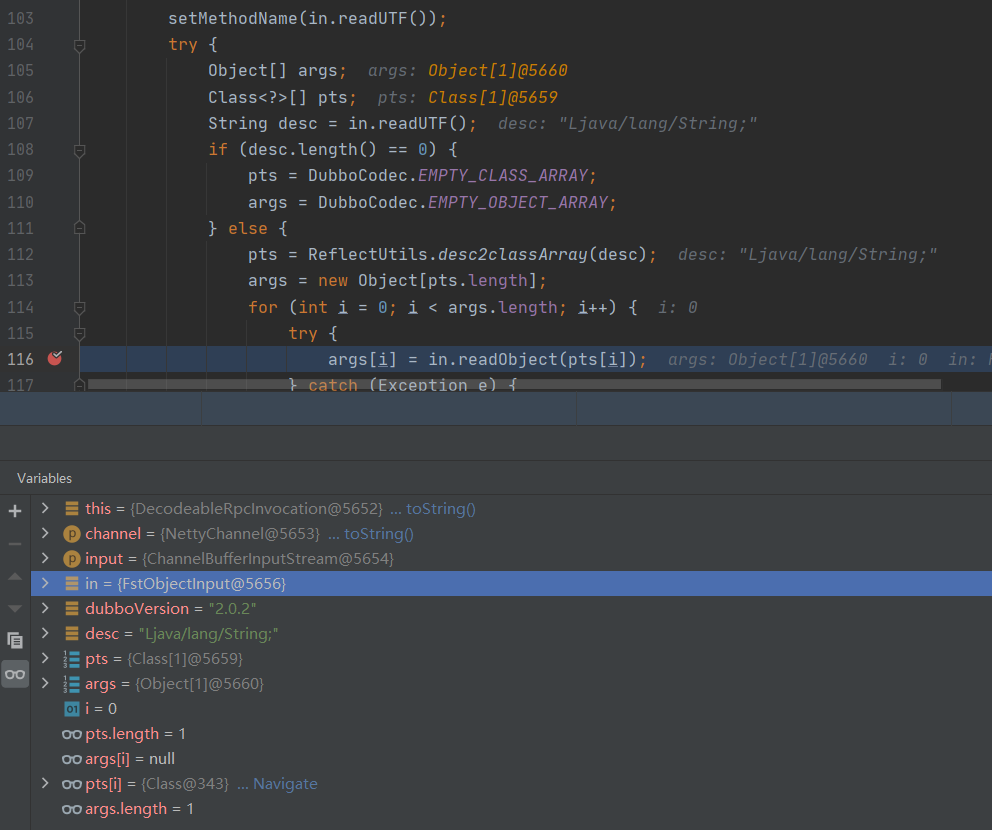 103 setMethodName(in.readUTF());
104 try {
105 Object[] args; args: Object[1]@5660
106 Class<?>[] pts; pts: Class[1]@5659
107 String desc = in.readUTF(); desc: "Ljava/lang/String;"
108 if (desc.length() == 0) {
109 pts = DubboCodec.EMPTY_CLASS_ARRAY;
110 args = DubboCodec.EMPTY_OBJECT_ARRAY;
111 } else {
112 pts = ReflectUtils.desc2classArray(desc); desc: "Ljava/lang/String;"
113 args = new Object[pts.length];
114 for (int i = 0; i < args.length; i++) { i: 0
115 try {
116 args[i] = in.readObject(pts[i]); args: Object[1]@5660 i: 0 in:
117 } catch (Exception e) {
Variables
this = {DecodeableRpcInvocation@5652} ... toString()
p channel = {NettyChannel@5653} ... toString()
p input = {ChannelBufferInputStream@5654}
in = {FstObjectInput@5656}
dubboVersion = "2.0.2"
desc = "Ljava/lang/String;"
pts = {Class[1]@5659}
args = {Object[1]@5660}
01 i = 0
pts.length = 1
args[i] = null
pts[i] = {Class@343} ... Navigate
args.length = 1